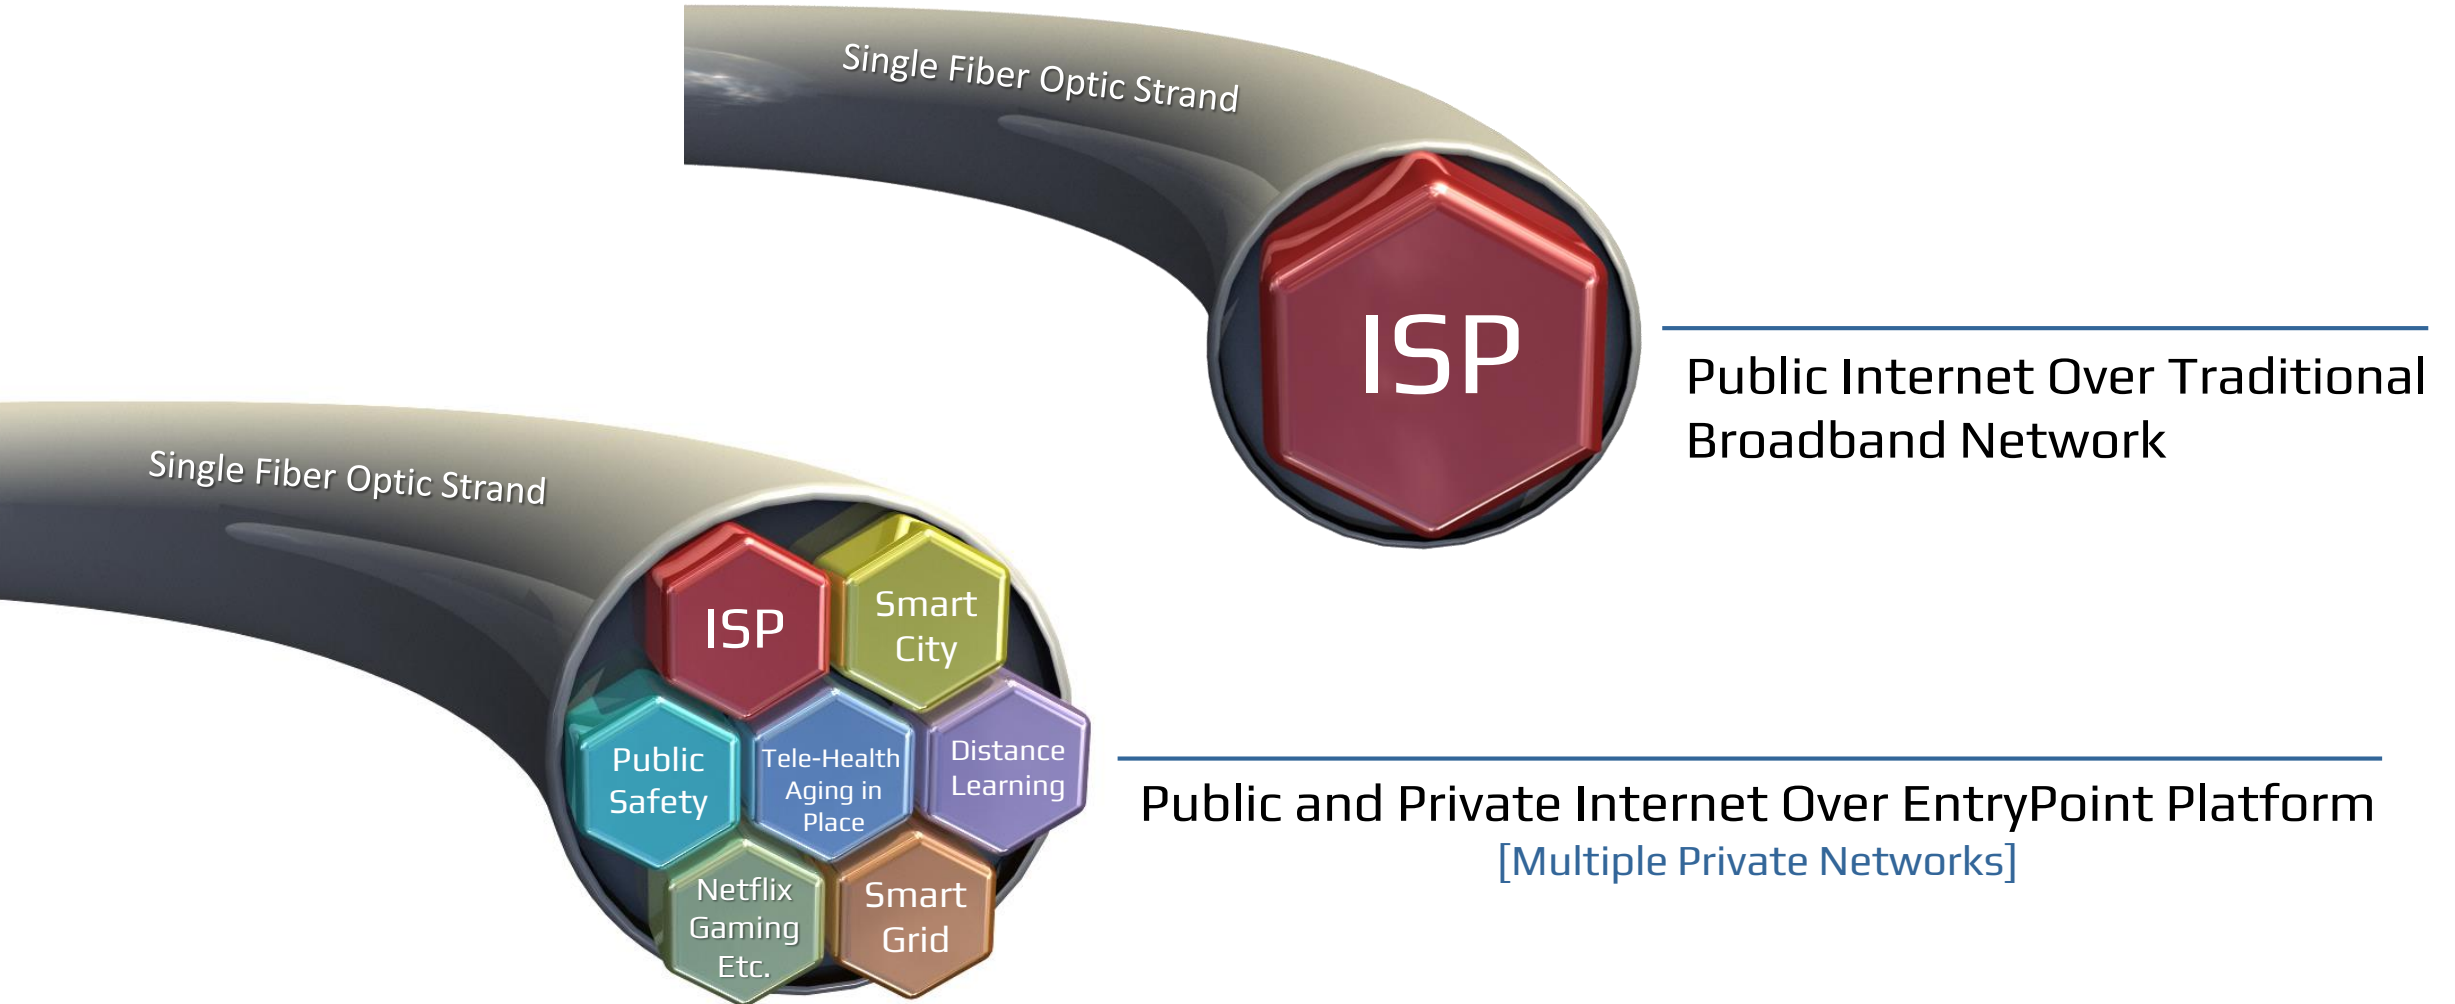 Single Fiber Optic Strand
ISP
Public Internet Over Traditional
Broadband Network
Single Fiber Optic Strand
ISP
Smart
City
Public
Safety
Tele-Health
Aging in
Place
Distance
Learning
Netflix
Gaming
Etc.
Smart
Grid
Public and Private Internet Over EntryPoint Platform
[Multiple Private Networks]